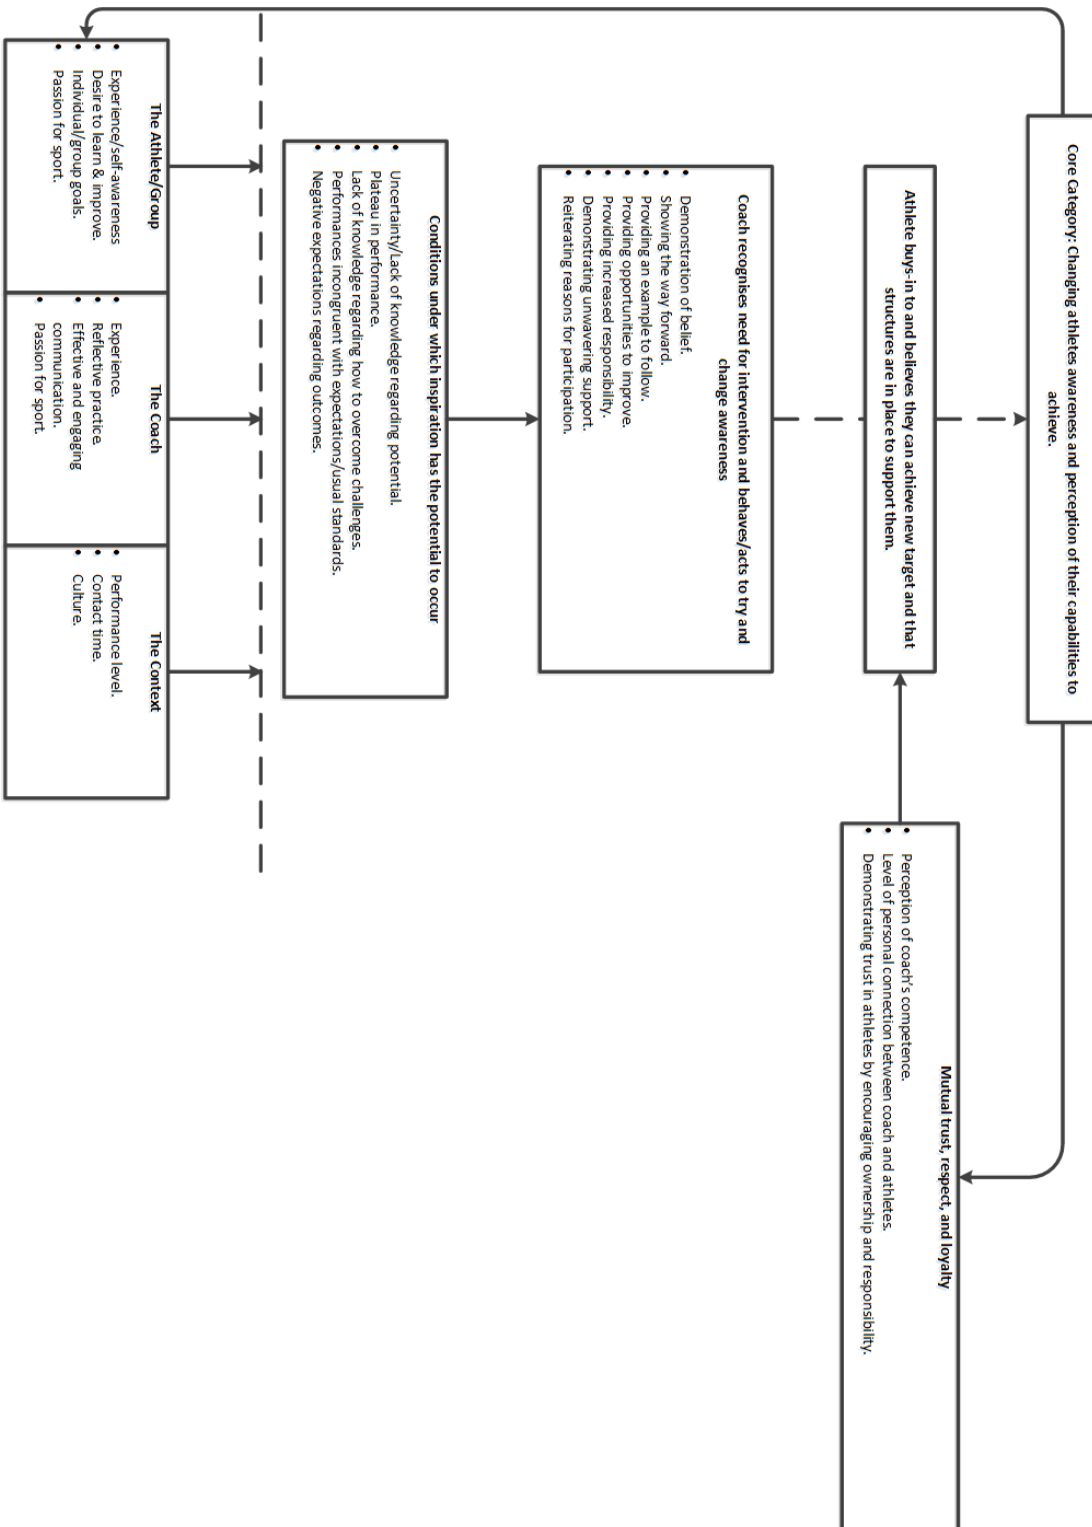 Core Category: Changing athletes awareness and perception of their capabilities to
achieve.
Athlete buys-in to and believes they can achieve new target and that
structures are in place to support them.
Mutual trust, respect, and loyalty
• Perception of coach's competence.
• Level of personal connection between coach and athletes.
• Demonstrating trust in athletes by encouraging ownership and responsibility.
Coach recognises need for intervention and behaves/acts to try and
change awareness
• Demonstration of belief.
• Showing the way forward.
• Providing an example to follow.
• Providing opportunities to improve.
• Providing increased responsibility.
• Demonstrating unwavering support.
• Reiterating reasons for participation.
Conditions under which inspiration has the potential to occur
• Uncertainty/Lack of knowledge regarding potential.
• Plateau in performance.
• Lack of knowledge regarding how to overcome challenges.
• Performances incongruent with expectations/usual standards.
• Negative expectations regarding outcomes.
The Athlete/Group
• Experience/self-awareness
• Desire to learn & improve.
• Individual/group goals.
• Passion for sport.
The Coach
• Experience.
• Reflective practice.
• Effective and engaging
communication.
• Passion for sport.
The Context
• Performance level.
• Contact time.
• Culture.